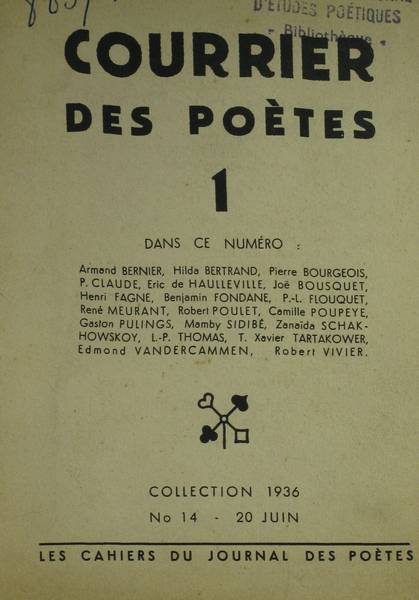 D'ÉTUDES POÉTIQUES
- Bibliothèque -
COURRIER
DES POÈTES
1
DANS CE NUMÉRO :
Armand BERNIER, Hilda BERTRAND, Pierre BOURGEOIS,
P. CLAUDE, Eric de HAULLEVILLE, Joë BOUSQUET,
Henri FAGNE, Benjamin FONDANE, P.-L. FLOUQUET,
René MEURANT, Robert POULET, Camille POUPEYE,
Gaston PULINGS, Mamby SIDIBÉ, Zanaïda SCHAK-
HOWSKOY, L.-P. THOMAS, T. Xavier TARTAKOWER,
Edmond VANDERCAMMEN, Robert VIVIER.
COLLECTION 1936
No 14 - 20 JUIN
LES CAHIERS DU JOURNAL DES POÈTES